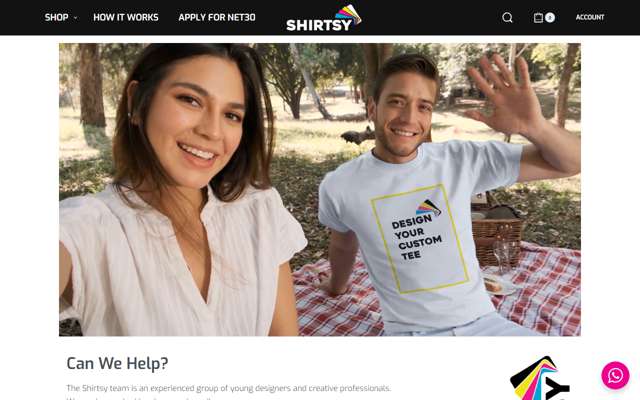 SHOP
HOW IT WORKS
APPLY FOR NET30
SHIRTSY
0
ACCOUNT
DESIGN
YOUR
CUSTOM
TEE
Can We Help?
The Shirtsy team is an experienced group of young designers and creative professionals.